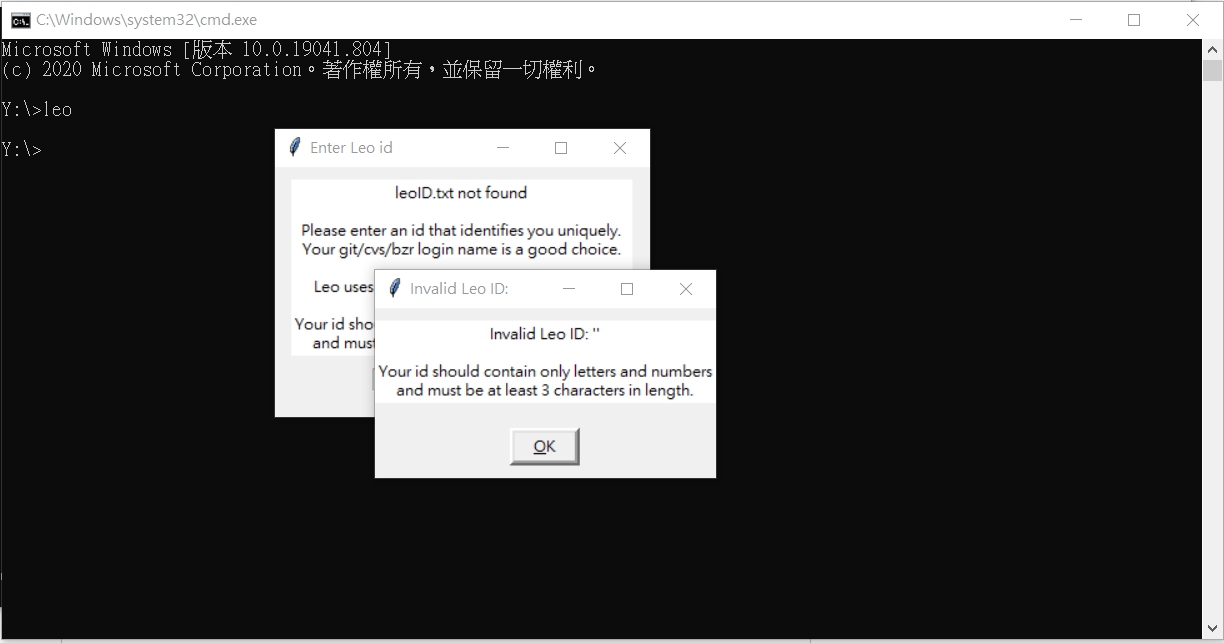 C:\Windows\system32\cmd.exe
Microsoft Windows [版本 10.0.19041.804]
(c) 2020 Microsoft Corporation。著作權所有，並保留一切權利。
Y:\>leo
Y:\>
Enter Leo id
leoID.txt not found
Please enter an id that identifies you uniquely.
Your git/cvs/bzr login name is a good choice.
Leo uses
Your id sho
and must
Invalid Leo ID:
Invalid Leo ID: ''
Your id should contain only letters and numbers
and must be at least 3 characters in length.
OK